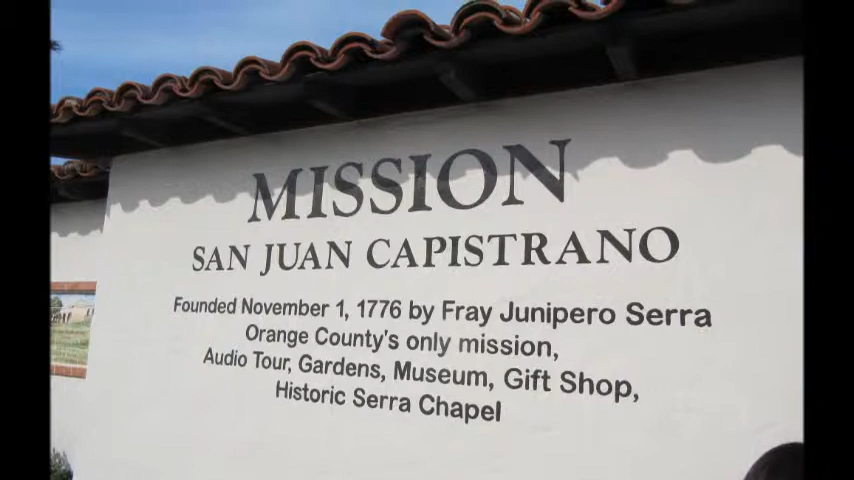 MISSION
SAN JUAN CAPISTRANO
Founded November 1, 1776 by Fray Junipero Serra
Orange County's only mission,
Audio Tour, Gardens, Museum, Gift Shop,
Historic Serra Chapel